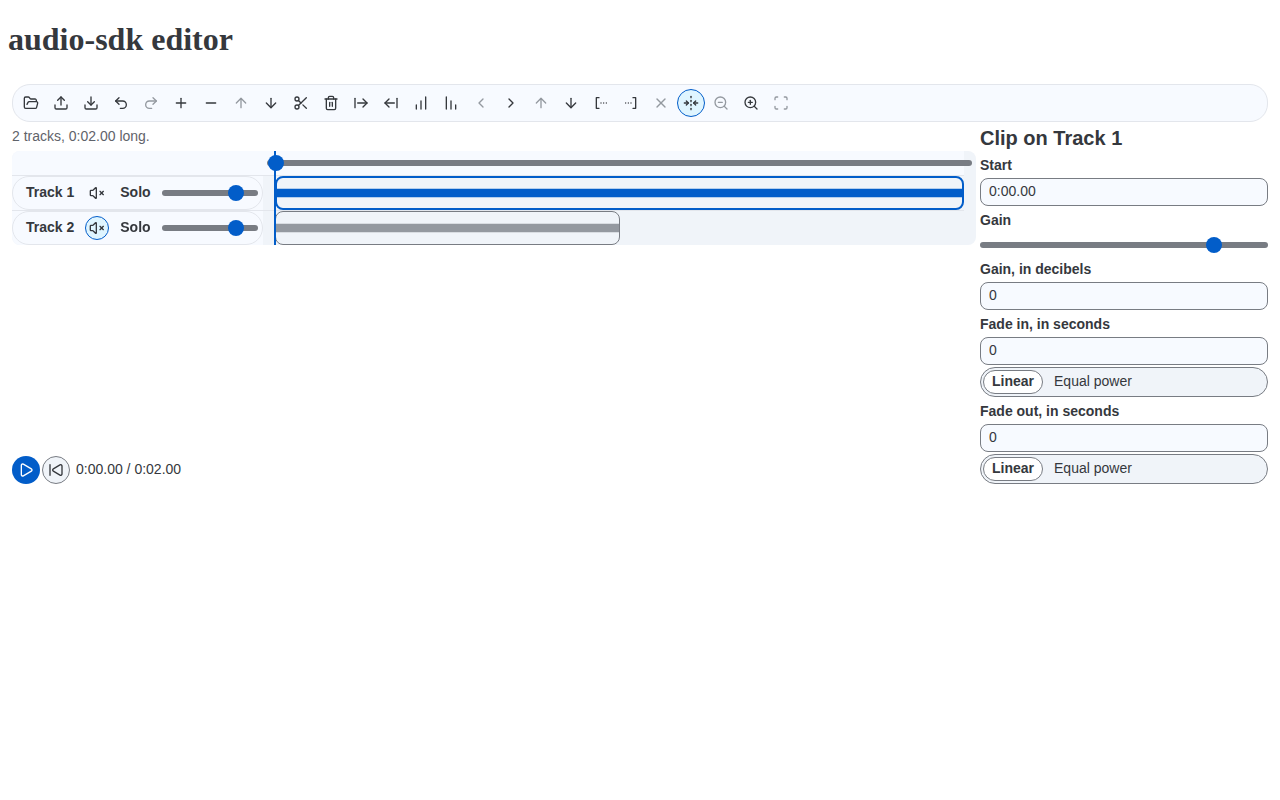 audio-sdk editor
2 tracks, 0:02.00 long.
Track 1 Solo
Track 2 Solo
0:00.00 / 0:02.00
Clip on Track 1
Start
0:00.00
Gain
Gain, in decibels
0
Fade in, in seconds
0
Linear Equal power
Fade out, in seconds
0
Linear Equal power